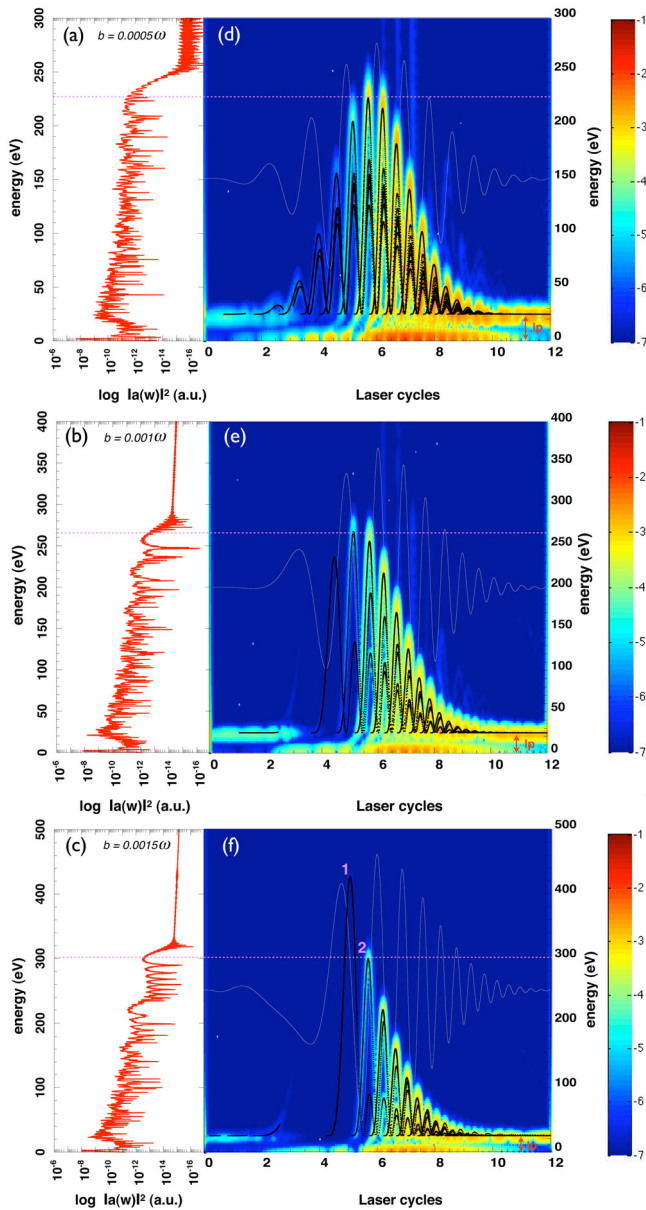 (a) b = 0.0005ω
(d)
energy (eV)
300
250
200
150
100
50
0
10⁻⁶ 10⁻⁸ 10⁻¹⁰ 10⁻¹² 10⁻¹⁴ 10⁻¹⁶
log |a(w)|² (a.u.)
0 2 4 6 8 10 12
Laser cycles
300
250
200
150
100
50
0
energy (eV)
Ip
-1
-2
-3
-4
-5
-6
-7
(b) b = 0.001ω
(e)
energy (eV)
400
350
300
250
200
150
100
50
0
10⁻⁶ 10⁻⁸ 10⁻¹⁰ 10⁻¹² 10⁻¹⁴ 10⁻¹⁶
log |a(w)|² (a.u.)
0 2 4 6 8 10 12
Laser cycles
400
350
300
250
200
150
100
50
0
energy (eV)
Ip
-1
-2
-3
-4
-5
-6
-7
(c) b = 0.0015ω
(f)
1
2
energy (eV)
500
400
300
200
100
0
10⁻⁶ 10⁻⁸ 10⁻¹⁰ 10⁻¹² 10⁻¹⁴ 10⁻¹⁶
log |a(w)|² (a.u.)
0 2 4 6 8 10 12
Laser cycles
500
400
300
200
100
0
energy (eV)
Ip
-1
-2
-3
-4
-5
-6
-7